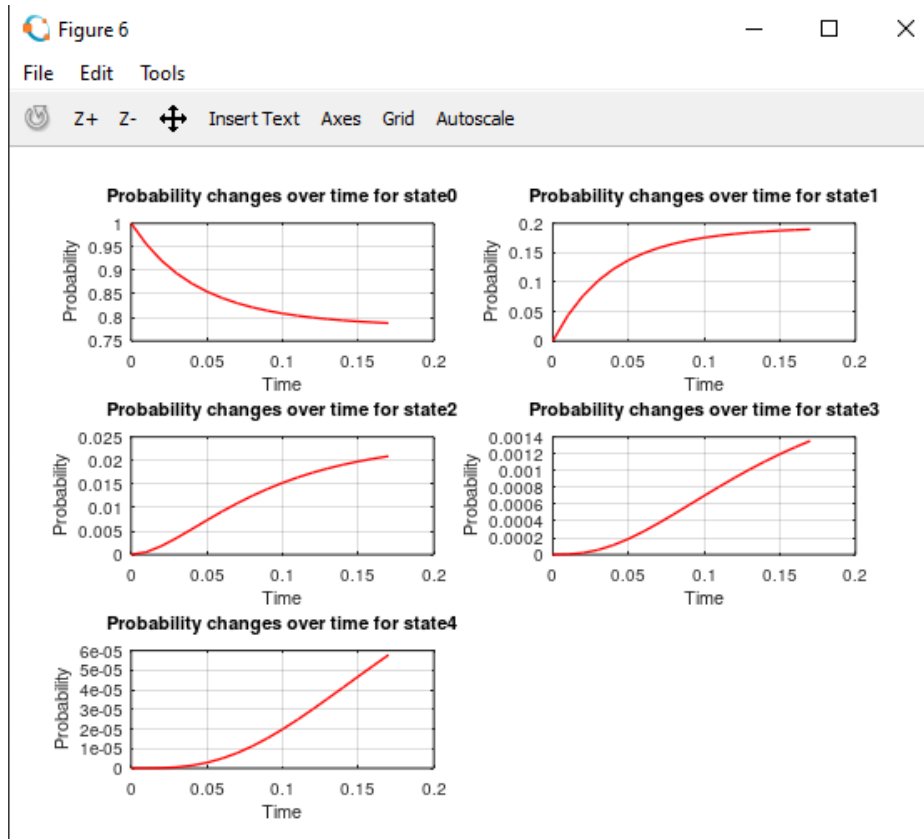 Figure 6
File Edit Tools
Z+ Z- Insert Text Axes Grid Autoscale
Probability changes over time for state0
Probability
1
0.95
0.9
0.85
0.8
0.75
0 0.05 0.1 0.15 0.2
Time
Probability changes over time for state1
Probability
0.2
0.15
0.1
0.05
0
0 0.05 0.1 0.15 0.2
Time
Probability changes over time for state2
Probability
0.025
0.02
0.015
0.01
0.005
0
0 0.05 0.1 0.15 0.2
Time
Probability changes over time for state3
Probability
0.0014
0.0012
0.001
0.0008
0.0006
0.0004
0.0002
0
0 0.05 0.1 0.15 0.2
Time
Probability changes over time for state4
Probability
6e-05
5e-05
4e-05
3e-05
2e-05
1e-05
0
0 0.05 0.1 0.15 0.2
Time